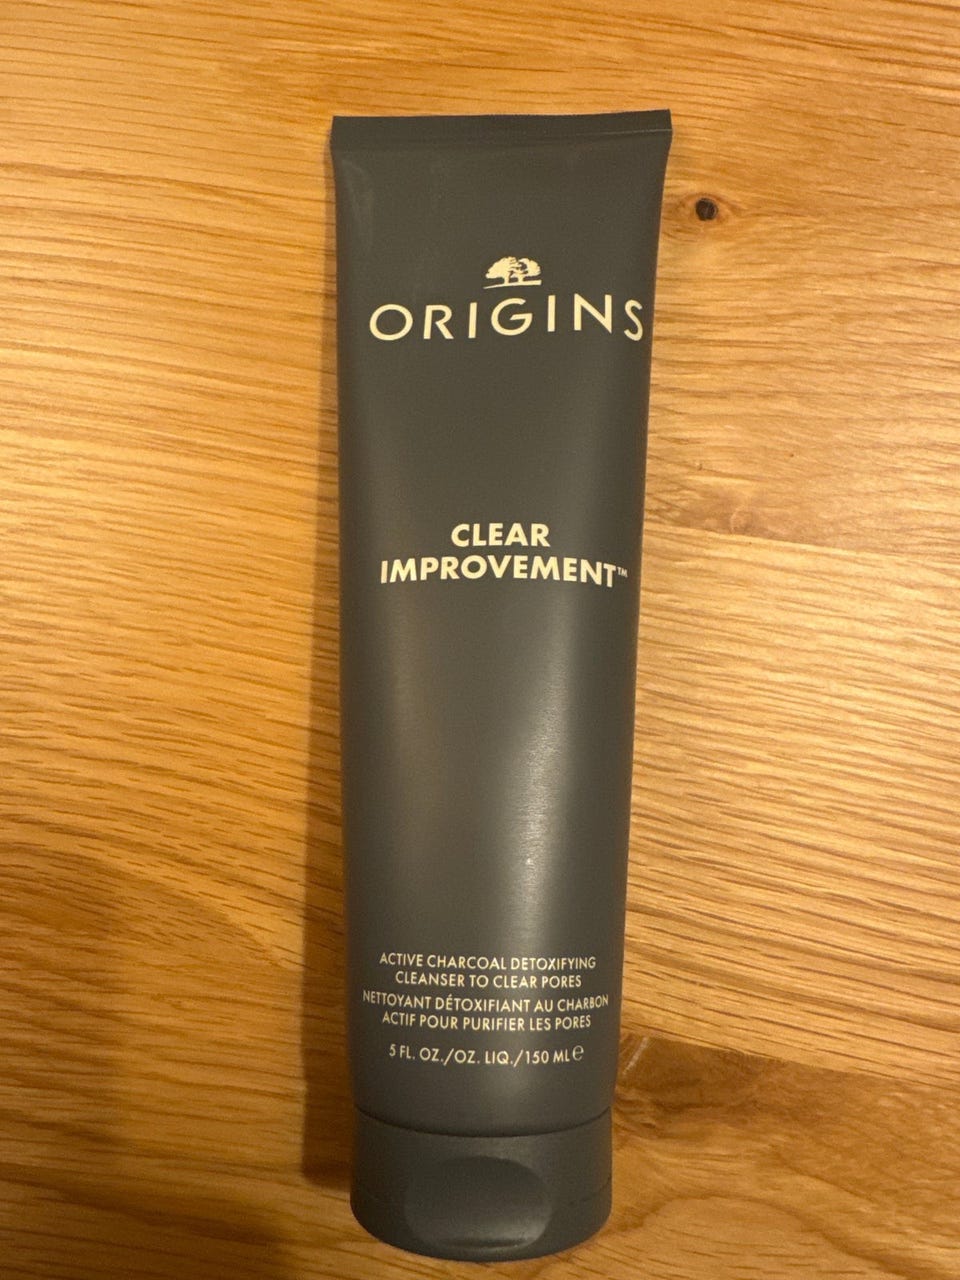 ORIGINS
CLEAR
IMPROVEMENT™
ACTIVE CHARCOAL DETOXIFYING
CLEANSER TO CLEAR PORES
NETTOYANT DÉTOXIFIANT AU CHARBON
ACTIF POUR PURIFIER LES PORES
5 FL. OZ./OZ. LIQ./150 ML ℮